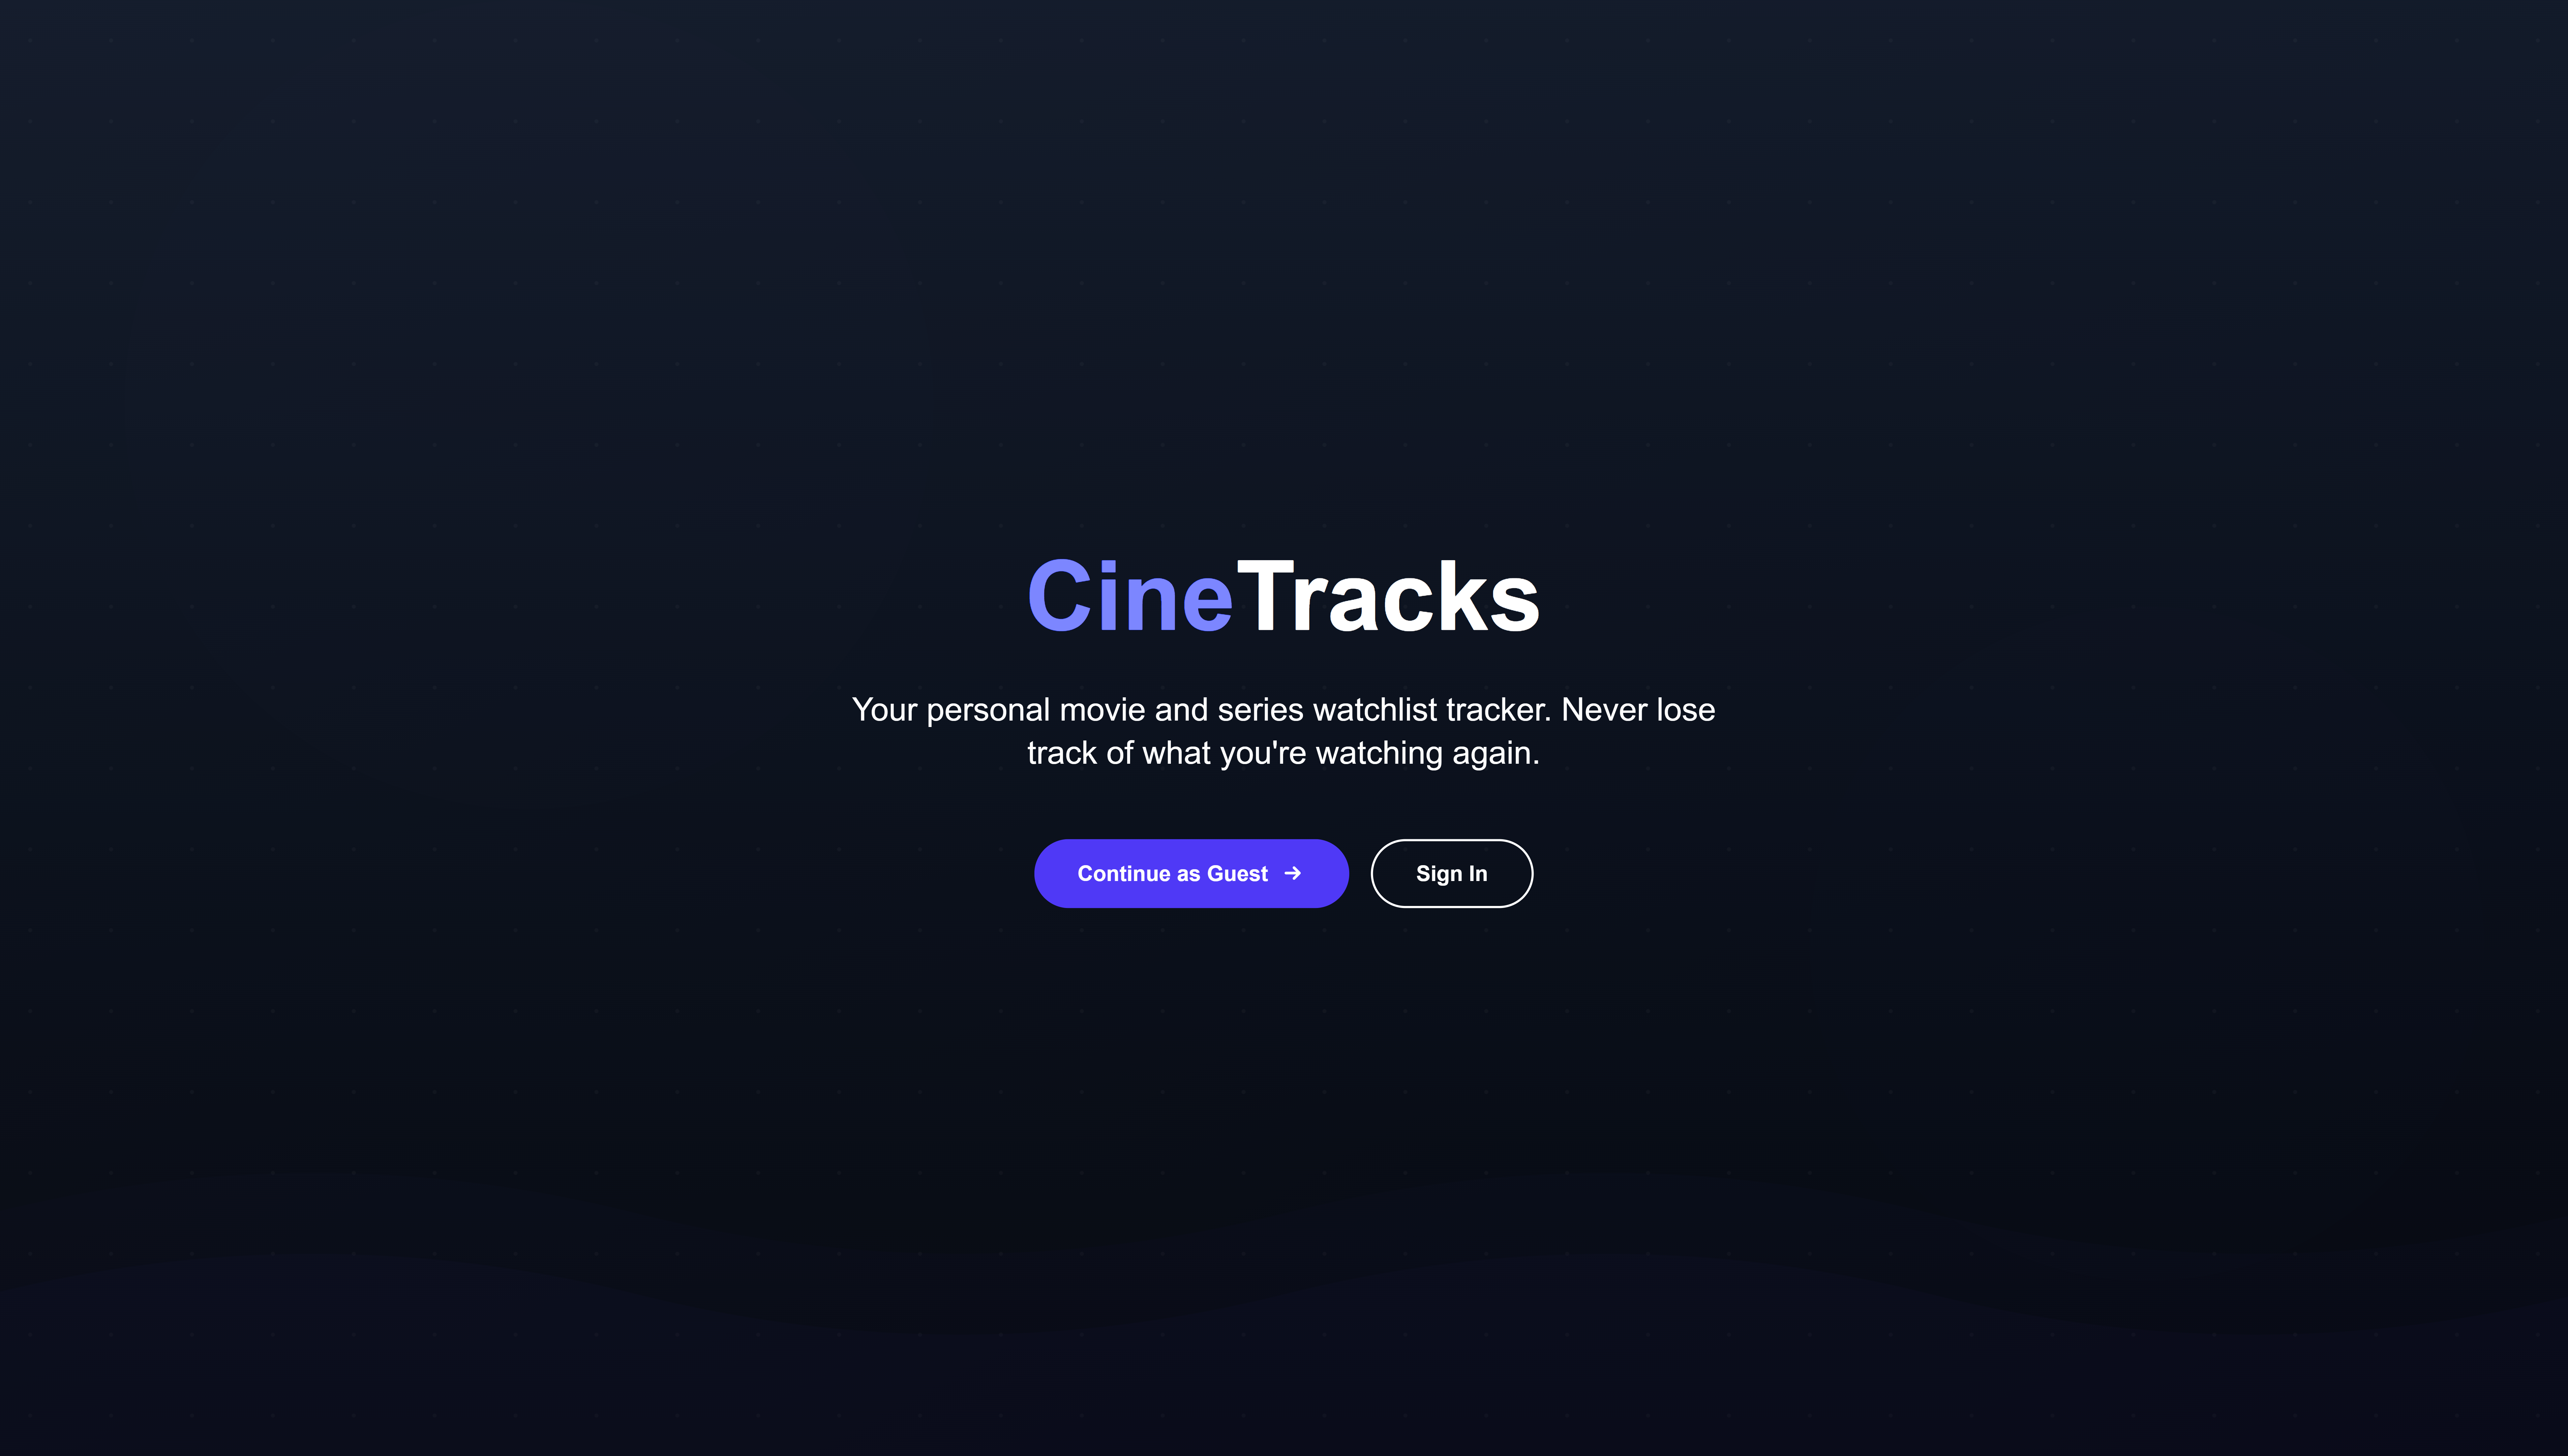 CineTracks
Your personal movie and series watchlist tracker. Never lose
track of what you're watching again.
Continue as Guest →
Sign In